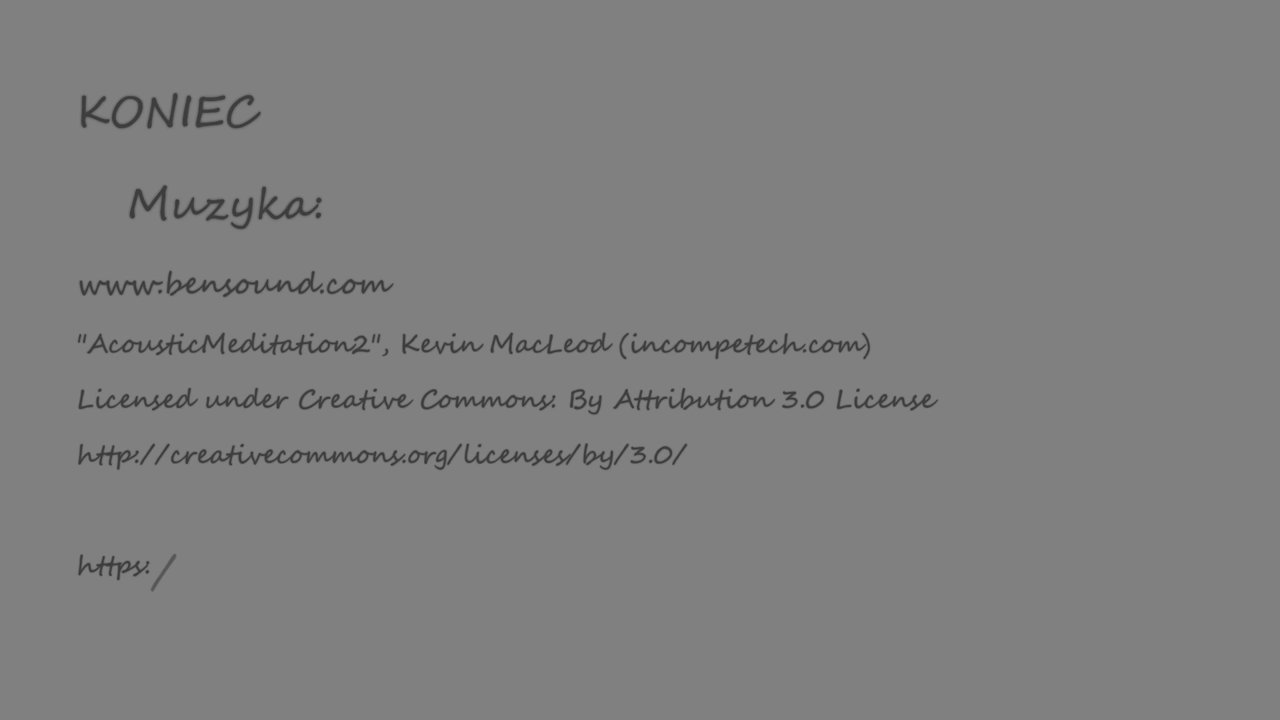 KONIEC
Muzyka:
www.bensound.com
"AcousticMeditation2", Kevin MacLeod (incompetech.com)
Licensed under Creative Commons: By Attribution 3.0 License
http://creativecommons.org/licenses/by/3.0/
https:/